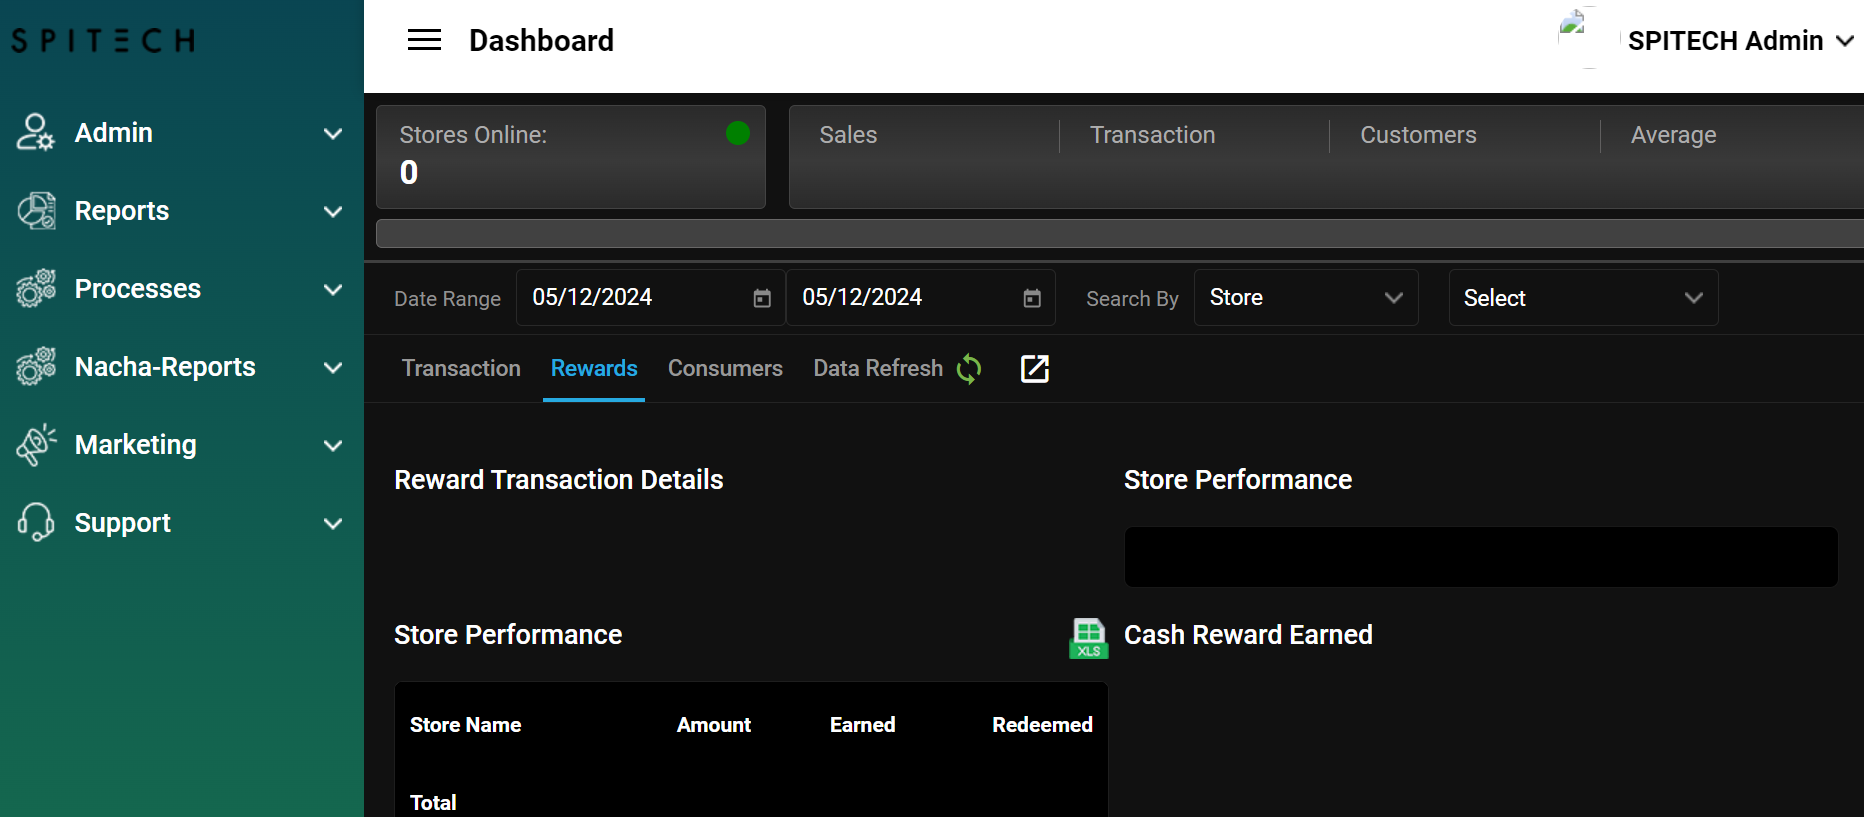 SPITECH
Dashboard
SPITECH Admin
Admin
Reports
Processes
Nacha-Reports
Marketing
Support
Stores Online:
0
Sales
Transaction
Customers
Average
Date Range
05/12/2024
05/12/2024
Search By
Store
Select
Transaction
Rewards
Consumers
Data Refresh
Reward Transaction Details
Store Performance
Store Performance
XLS
Cash Reward Earned
Store Name Amount Earned Redeemed
Total